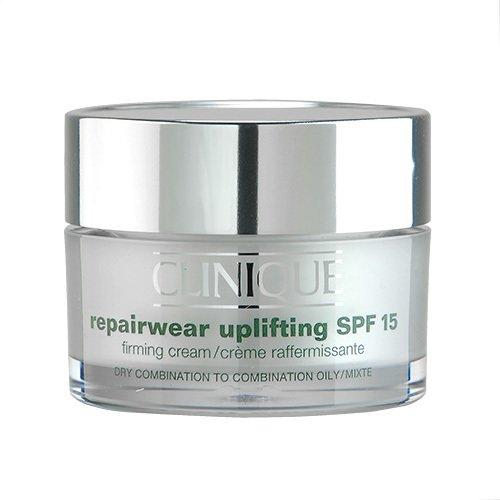 CLINIQUE
repairwear uplifting SPF 15
firming cream/crème raffermissante
DRY COMBINATION TO COMBINATION OILY/MIXTE